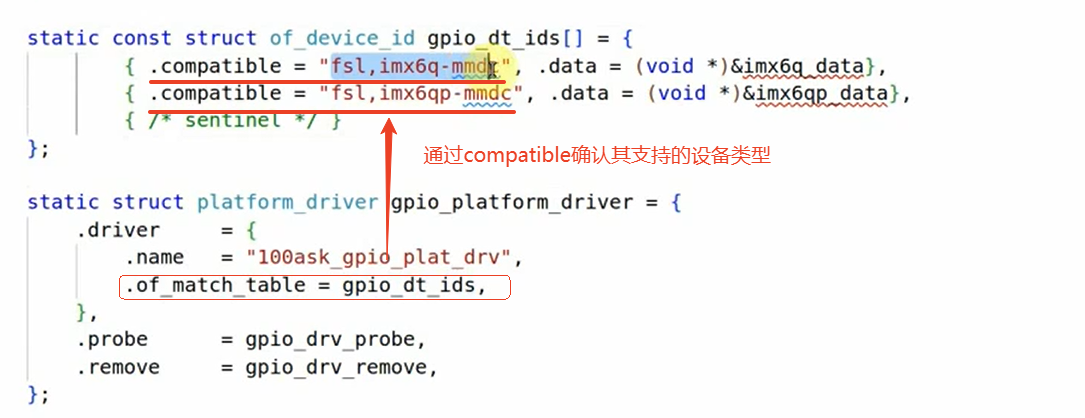 static const struct of_device_id gpio_dt_ids[] = {
{ .compatible = "fsl,imx6q-mmdc", .data = (void *)&imx6q_data},
{ .compatible = "fsl,imx6qp-mmdc", .data = (void *)&imx6qp_data},
{ /* sentinel */ }
};
通过compatible确认其支持的设备类型
static struct platform_driver gpio_platform_driver = {
.driver = {
.name = "100ask_gpio_plat_drv",
.of_match_table = gpio_dt_ids,
},
.probe = gpio_drv_probe,
.remove = gpio_drv_remove,
};